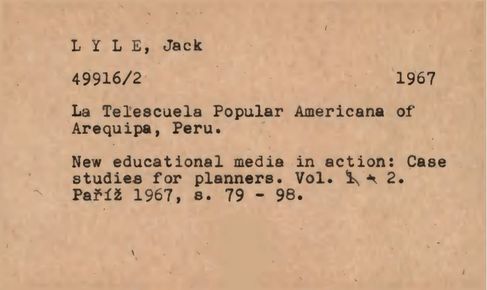 L Y L E, Jack
49916/2 1967
La Telescuela Popular Americana of
Arequipa, Peru.
New educational media in action: Case
studies for planners. Vol. 2.
Paříž 1967, s. 79 - 98.